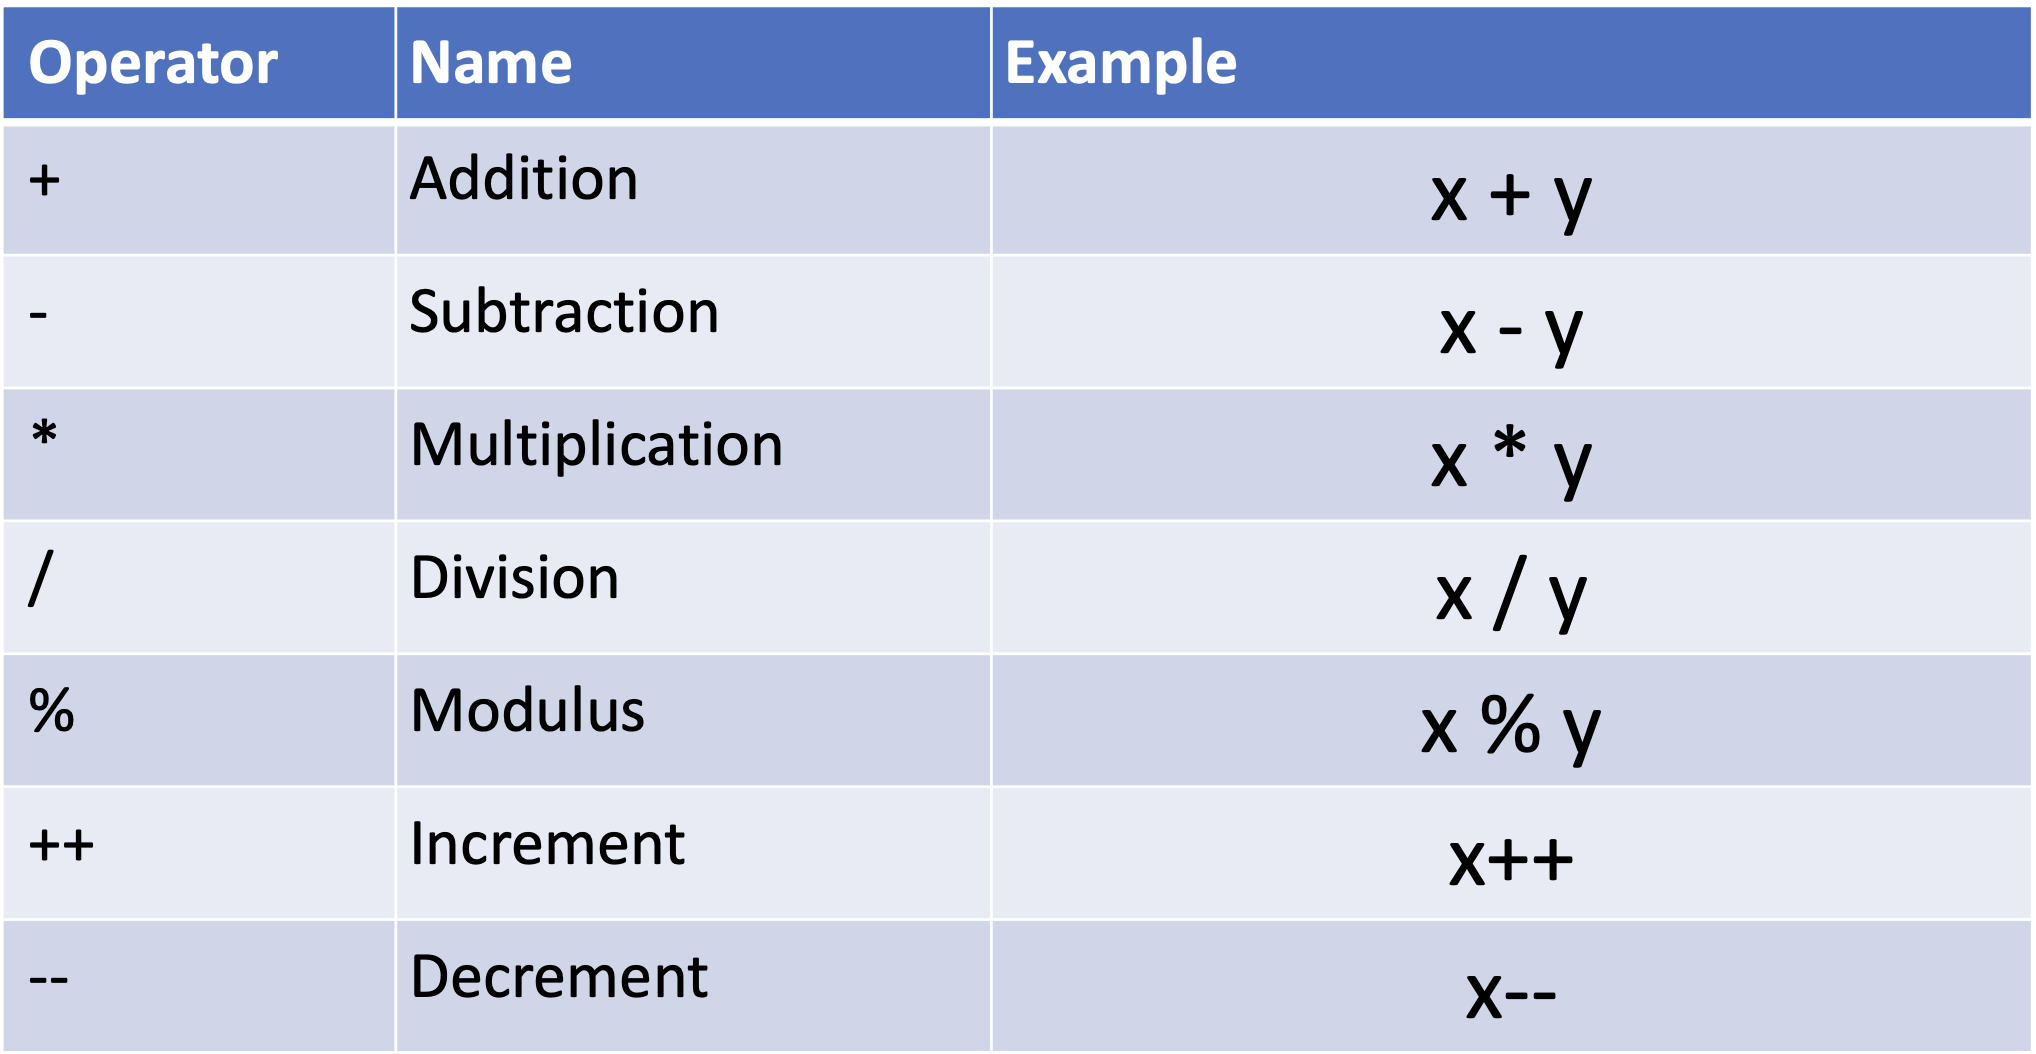 Operator Name Example
+ Addition x + y
- Subtraction x - y
* Multiplication x * y
/ Division x / y
% Modulus x % y
++ Increment x++
-- Decrement x--